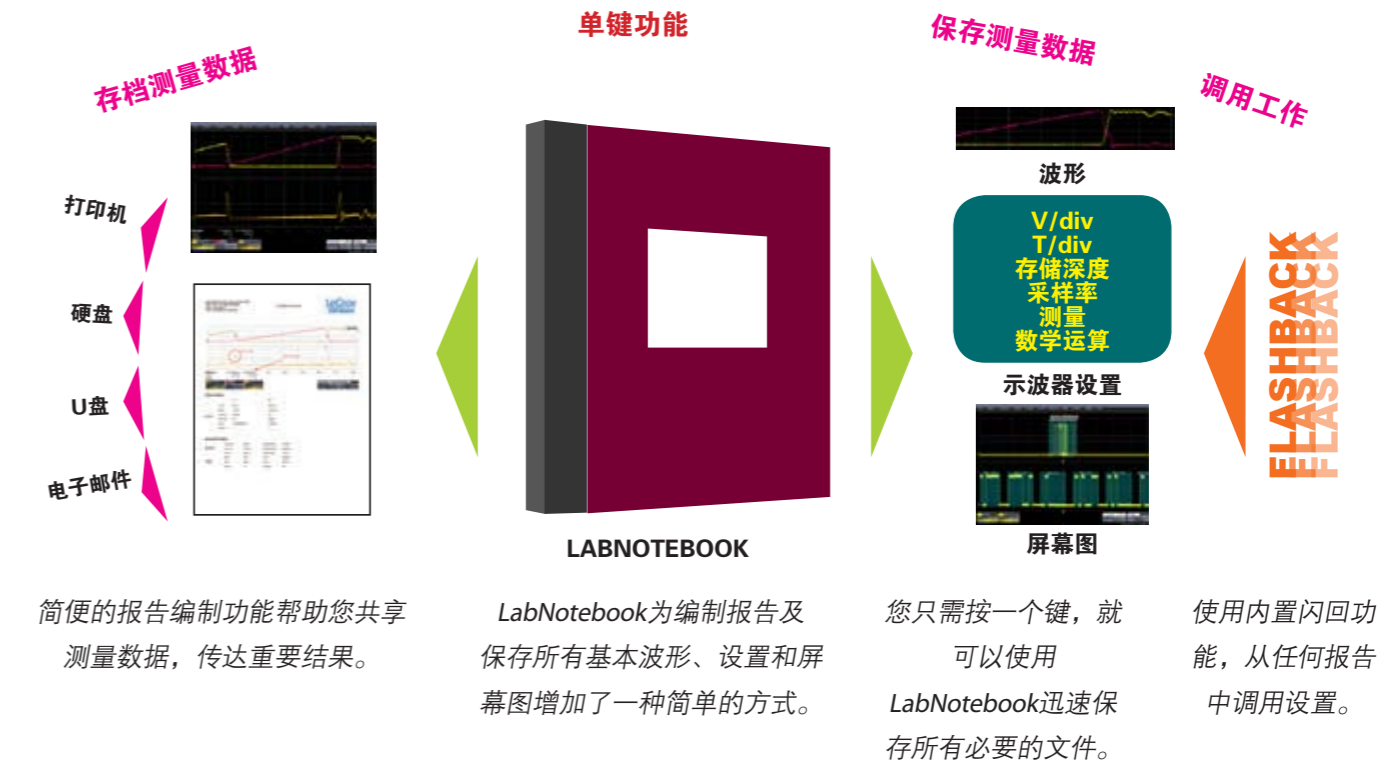 单键功能
存档测量数据
打印机
硬盘
U盘
电子邮件
LeCroy
简便的报告编制功能帮助您共享
测量数据，传达重要结果。
LABNOTEBOOK
LabNotebook为编制报告及
保存所有基本波形、设置和屏
幕图增加了一种简单的方式。
保存测量数据
波形
V/div
T/div
存储深度
采样率
测量
数学运算
示波器设置
屏幕图
您只需按一个键，就
可以使用
LabNotebook迅速保
存所有必要的文件。
调用工作
FLASHBACK
FLASHBACK
FLASHBACK
使用内置闪回功
能，从任何报告
中调用设置。